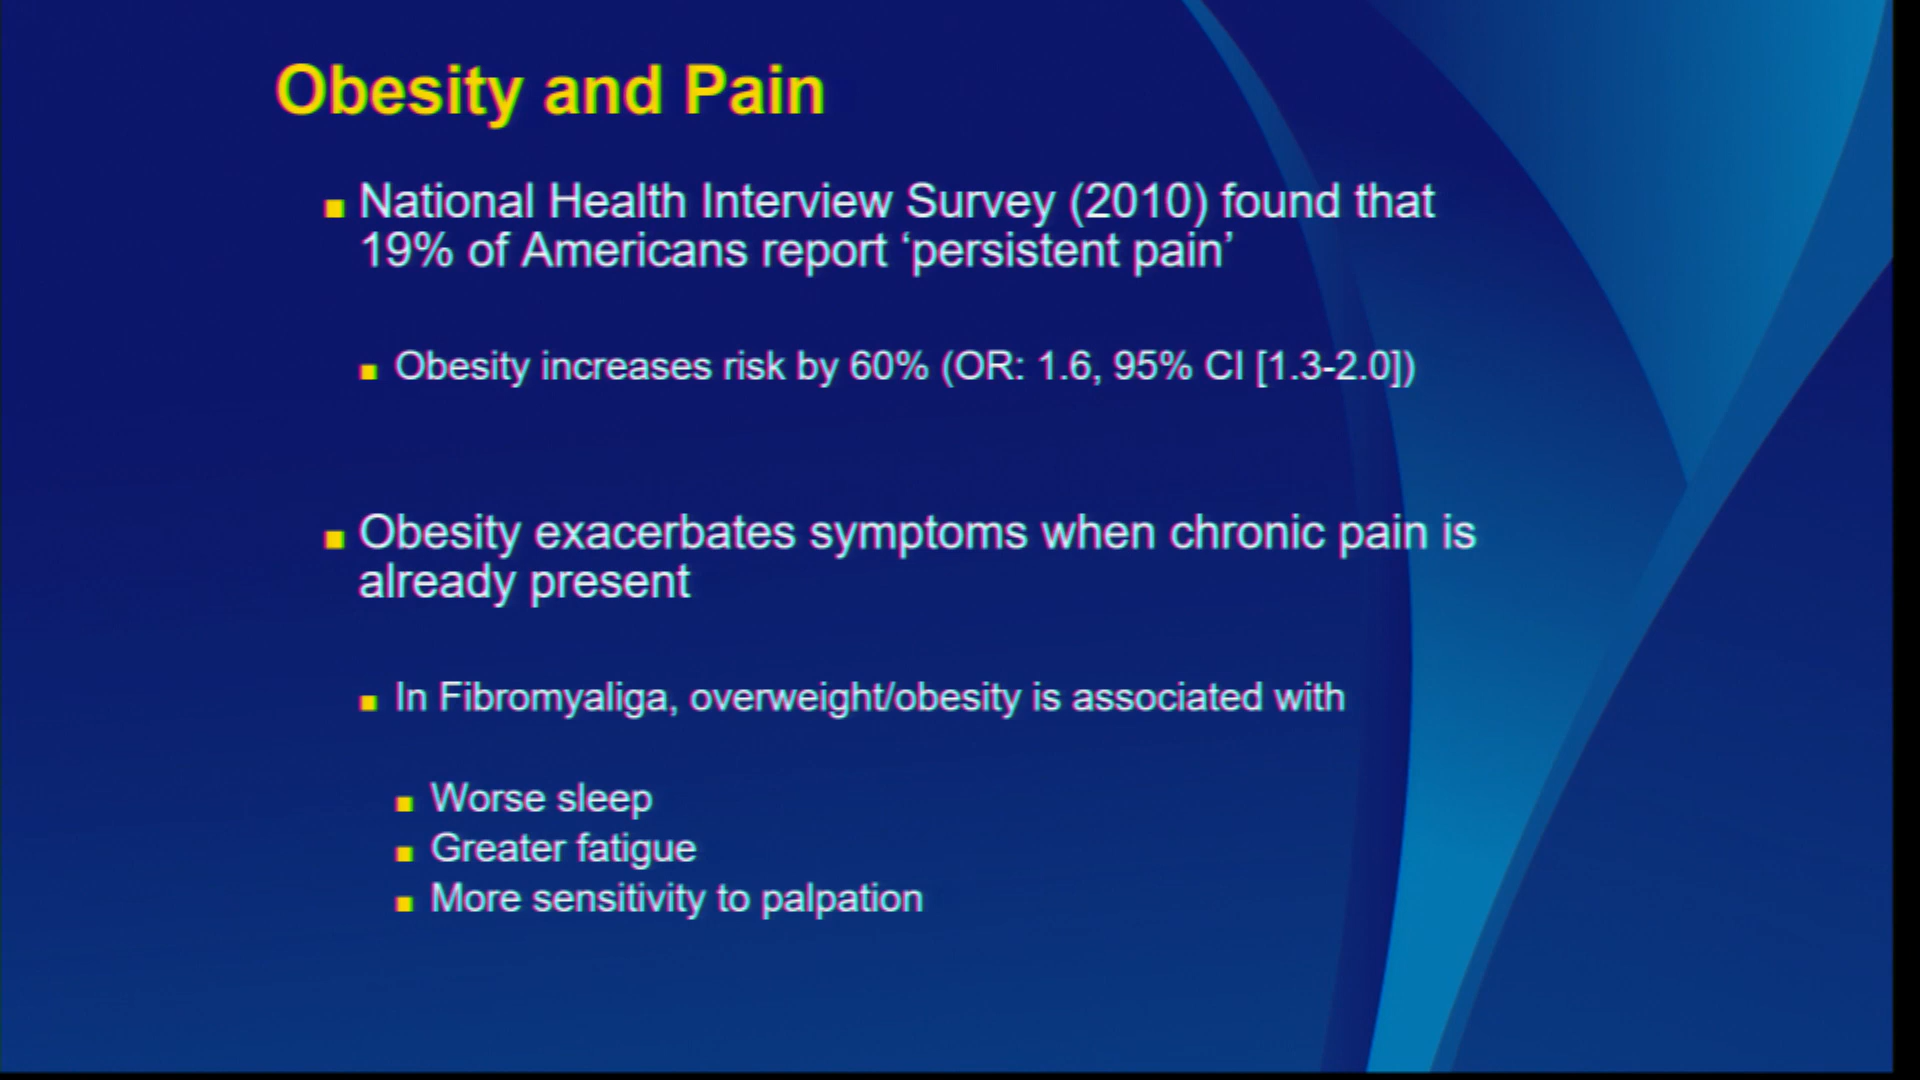 Obesity and Pain
National Health Interview Survey (2010) found that
19% of Americans report ‘persistent pain’
Obesity increases risk by 60% (OR: 1.6, 95% CI [1.3-2.0])
Obesity exacerbates symptoms when chronic pain is
already present
In Fibromyaliga, overweight/obesity is associated with
Worse sleep
Greater fatigue
More sensitivity to palpation